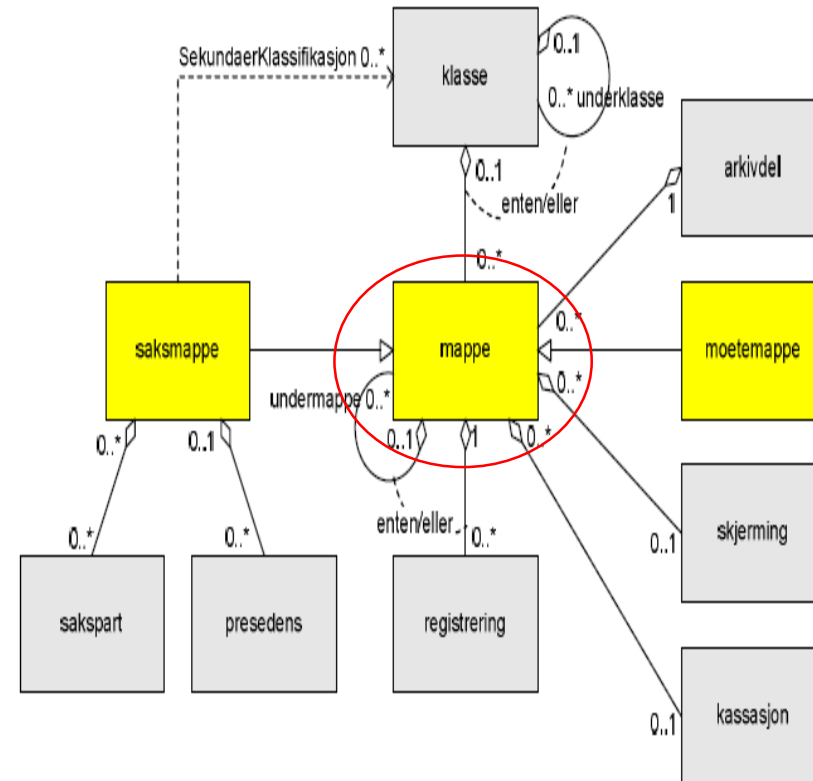 SekundaerKlassifikasjon 0..*
klasse
0..1
0..* underklasse
0..1
enten/eller
0..*
arkivdel
1
0..*
saksmappe
mappe
moetemappe
undermappe 0..*
0..*
0..1
0..1
1
0..*
0..*
enten/eller
0..*
0..*
0..*
sakspart
presedens
registrering
skjerming
0..1
kassasjon
0..1